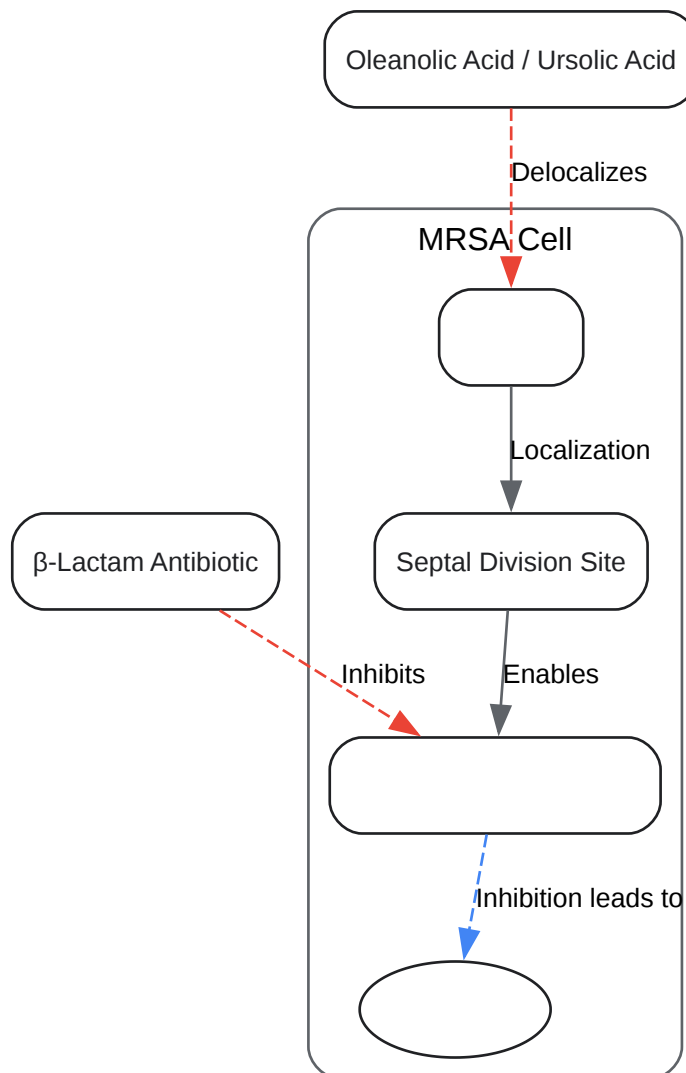 Oleanolic Acid / Ursolic Acid
Delocalizes
MRSA Cell
Localization
β-Lactam Antibiotic
Septal Division Site
Inhibits
Enables
Inhibition leads to